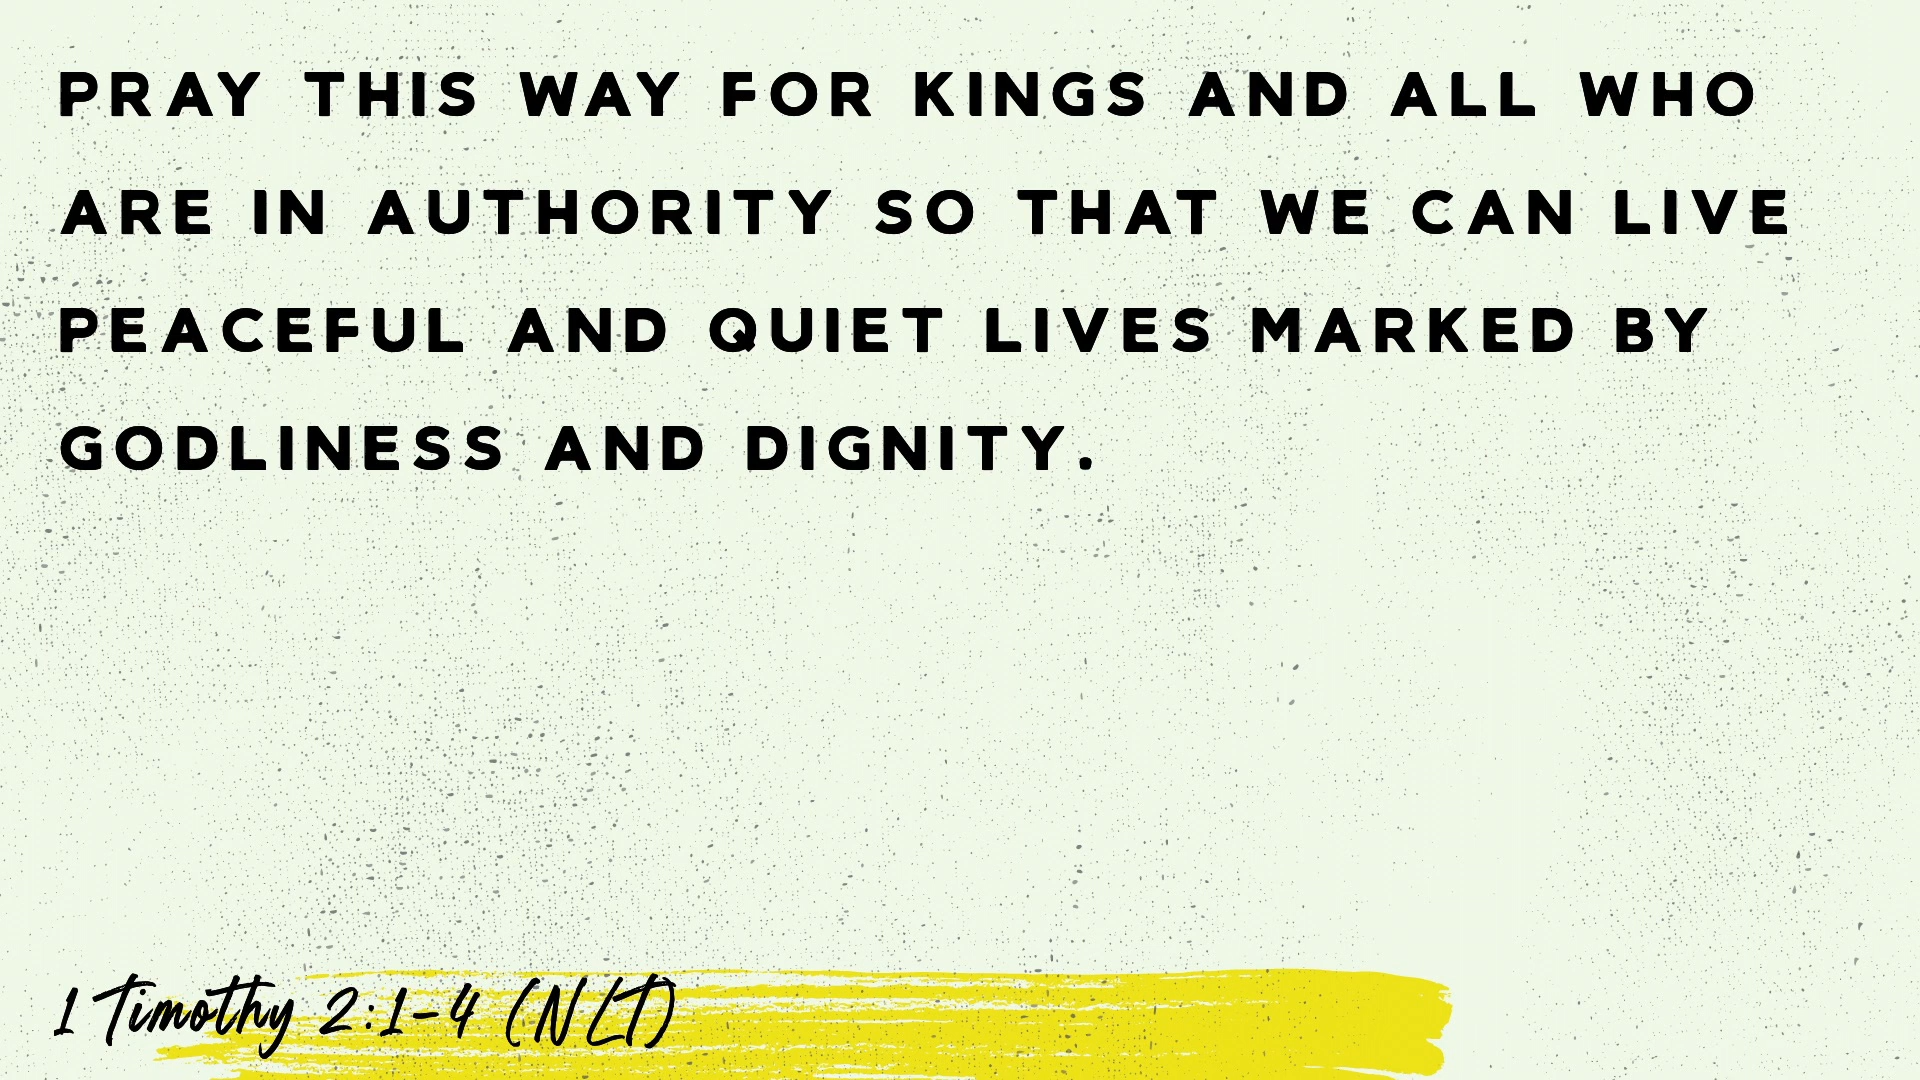 PRAY THIS WAY FOR KINGS AND ALL WHO
ARE IN AUTHORITY SO THAT WE CAN LIVE
PEACEFUL AND QUIET LIVES MARKED BY
GODLINESS AND DIGNITY.
1 Timothy 2:1-4 (NLT)